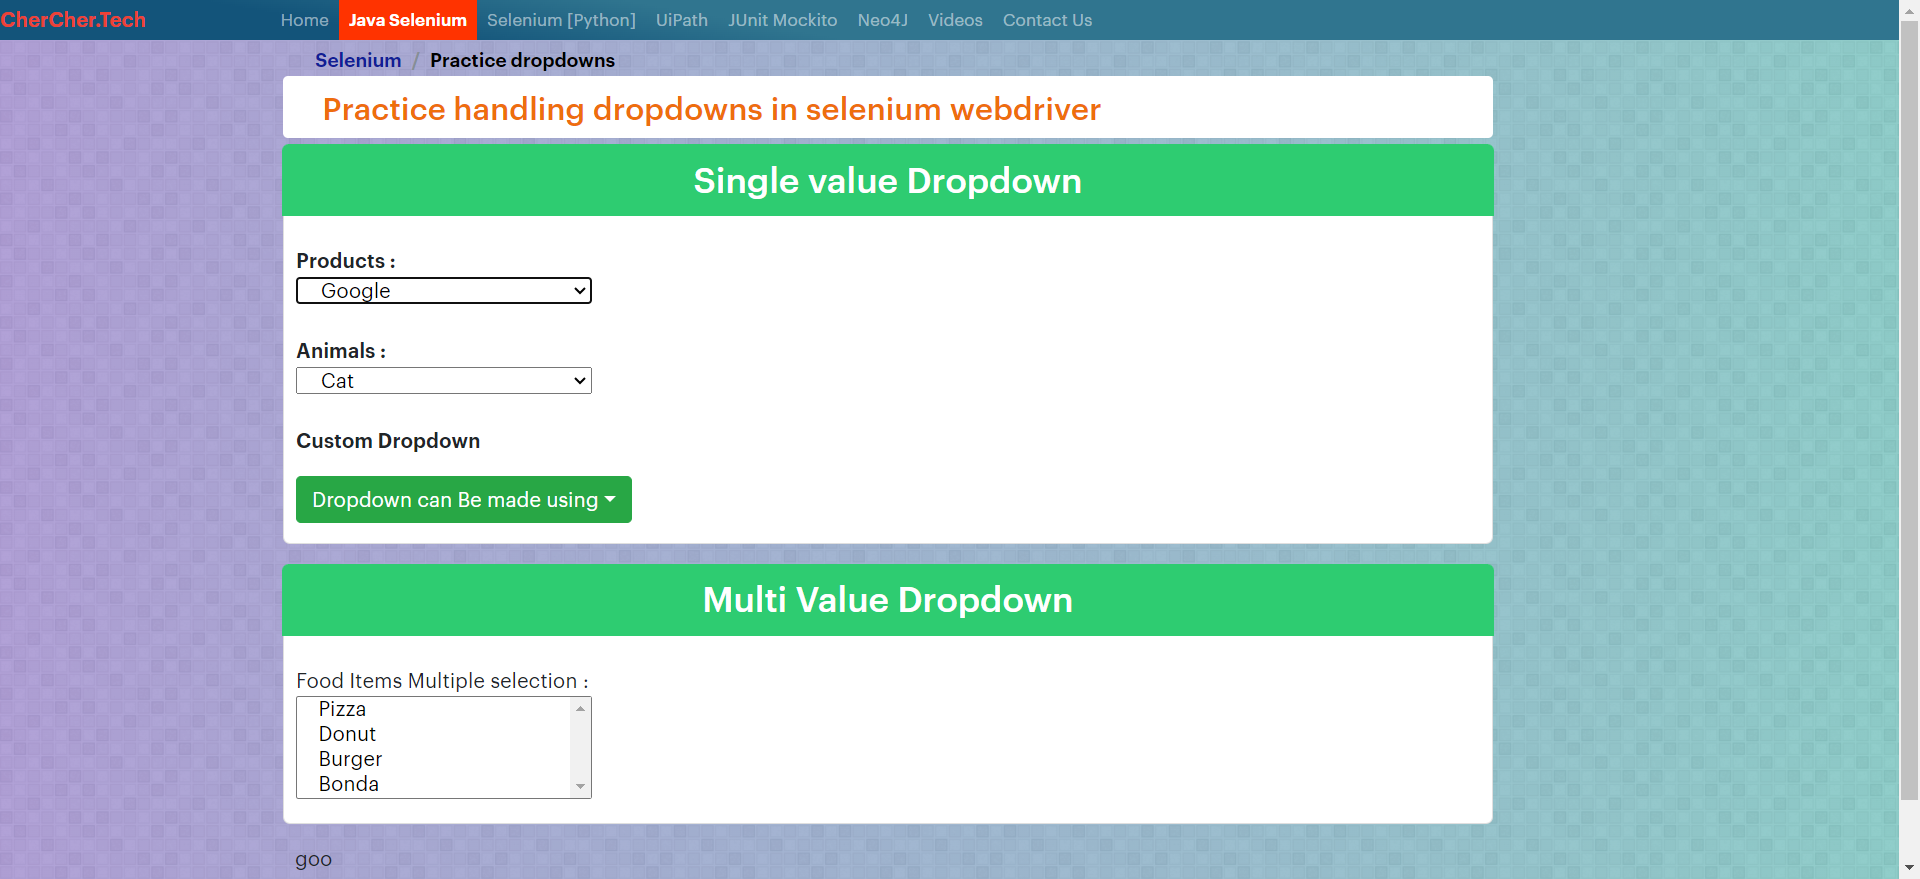 CherCher.Tech Home Java Selenium Selenium [Python] UiPath JUnit Mockito Neo4J Videos Contact Us
Selenium / Practice dropdowns
Practice handling dropdowns in selenium webdriver
Single value Dropdown
Products :
Google
Animals :
Cat
Custom Dropdown
Dropdown can Be made using
Multi Value Dropdown
Food Items Multiple selection :
Pizza
Donut
Burger
Bonda
goo